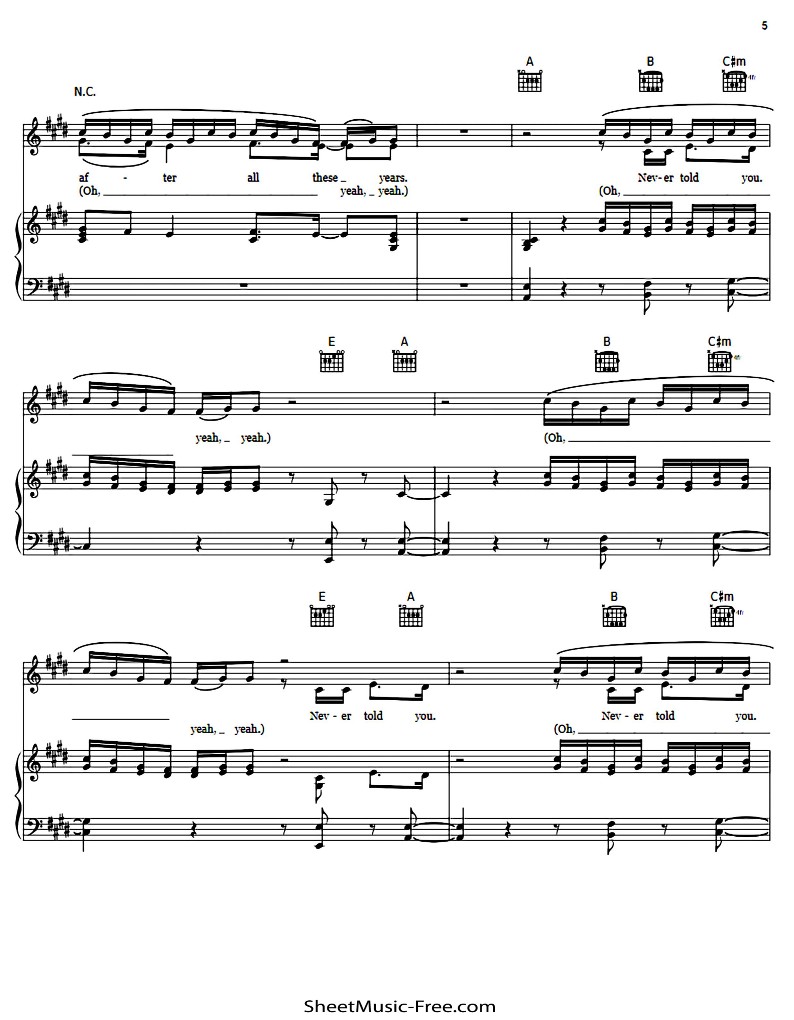 5
A B C#m
N.C.
af - ter all these _ years. Nev-er told you.
(Oh, yeah, _ yeah.) (Oh,
E A B C#m
yeah, _ yeah.) (Oh,
E A B C#m
Nev - er told you. Nev - er told you.
yeah, _ yeah.) (Oh,
SheetMusic-Free.com